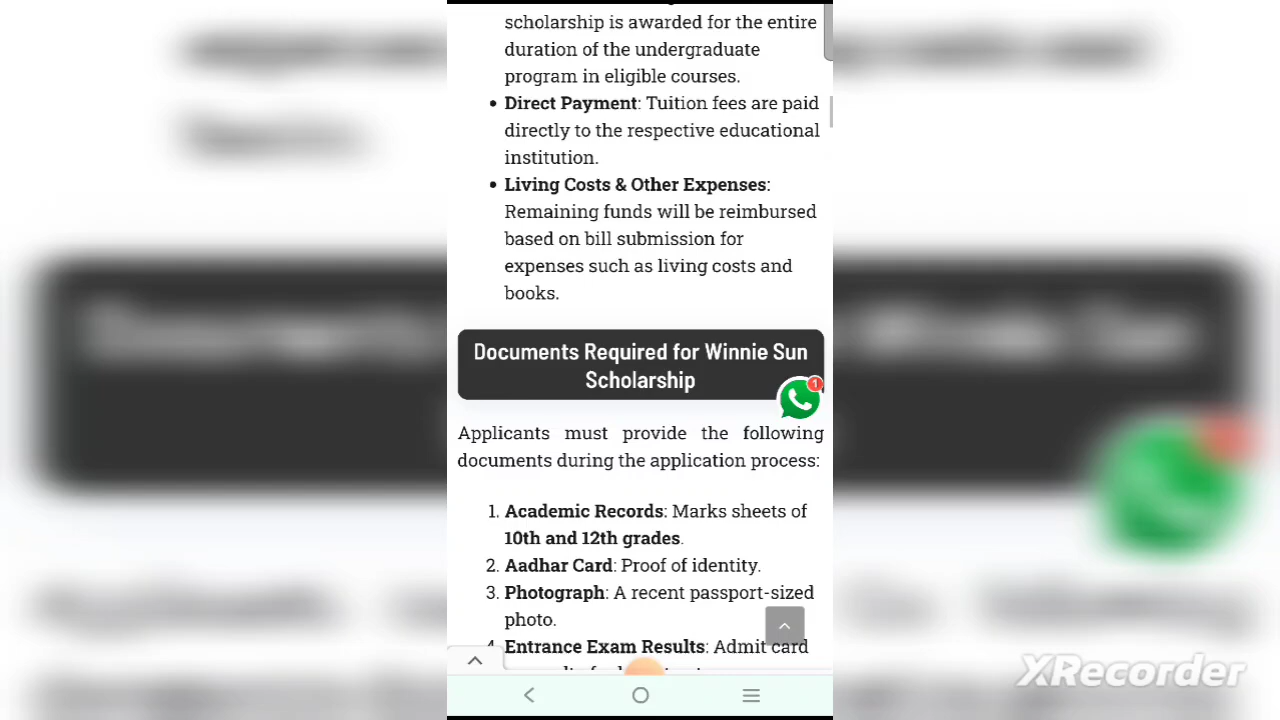 scholarship is awarded for the entire
duration of the undergraduate
program in eligible courses.
• Direct Payment: Tuition fees are paid
directly to the respective educational
institution.
• Living Costs & Other Expenses:
Remaining funds will be reimbursed
based on bill submission for
expenses such as living costs and
books.
Documents Required for Winnie Sun
Scholarship
1
Applicants must provide the following
documents during the application process:
1. Academic Records: Marks sheets of
10th and 12th grades.
2. Aadhar Card: Proof of identity.
3. Photograph: A recent passport-sized
photo.
4. Entrance Exam Results: Admit card
XRecorder